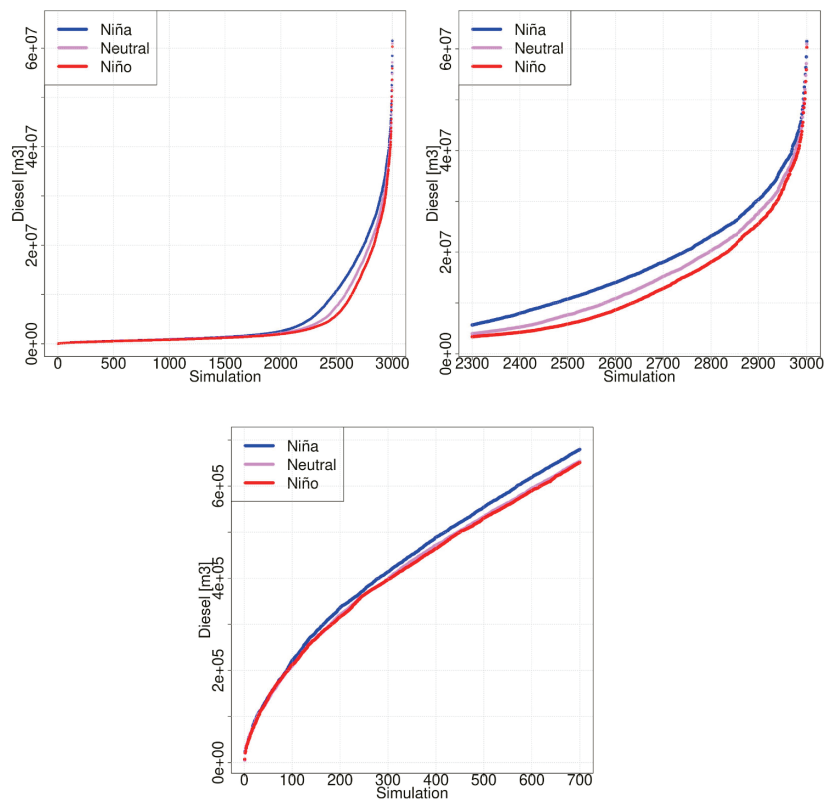 Niña
Neutral
Niño
Diesel [m3]
0e+00 2e+07 4e+07 6e+07
0 500 1000 1500 2000 2500 3000
Simulation
Niña
Neutral
Niño
Diesel [m3]
0e+00 2e+07 4e+07 6e+07
2300 2400 2500 2600 2700 2800 2900 3000
Simulation
Niña
Neutral
Niño
Diesel [m3]
0e+00 2e+05 4e+05 6e+05
0 100 200 300 400 500 600 700
Simulation